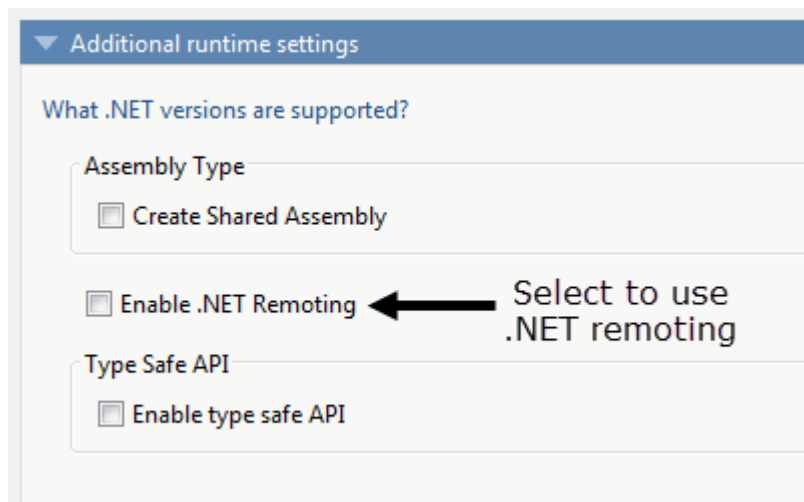 Additional runtime settings
What .NET versions are supported?
Assembly Type
Create Shared Assembly
Enable .NET Remoting
Select to use
.NET remoting
Type Safe API
Enable type safe API